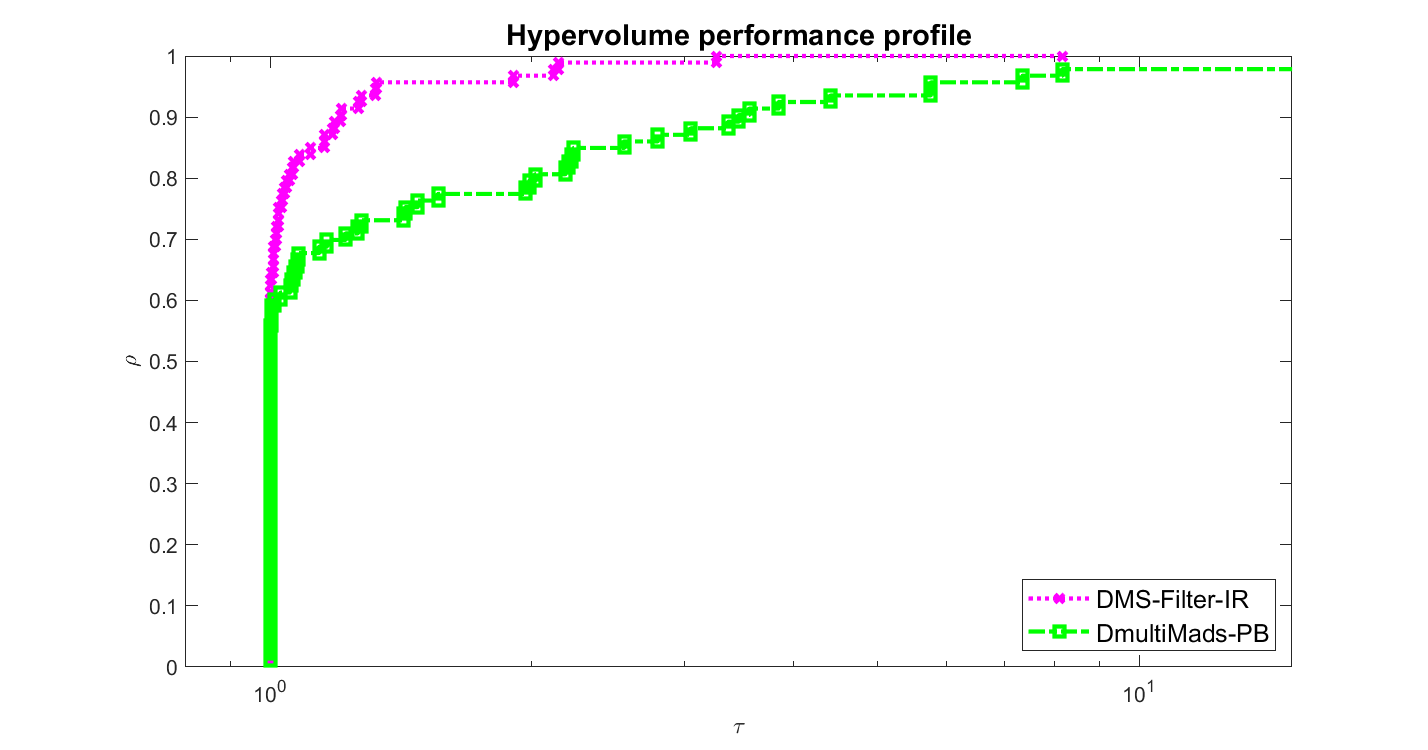 Hypervolume performance profile
1
0.9
0.8
0.7
0.6
0.5
0.4
0.3
0.2
0.1
0
ρ
10^0
10^1
τ
DMS-Filter-IR
DmultiMads-PB